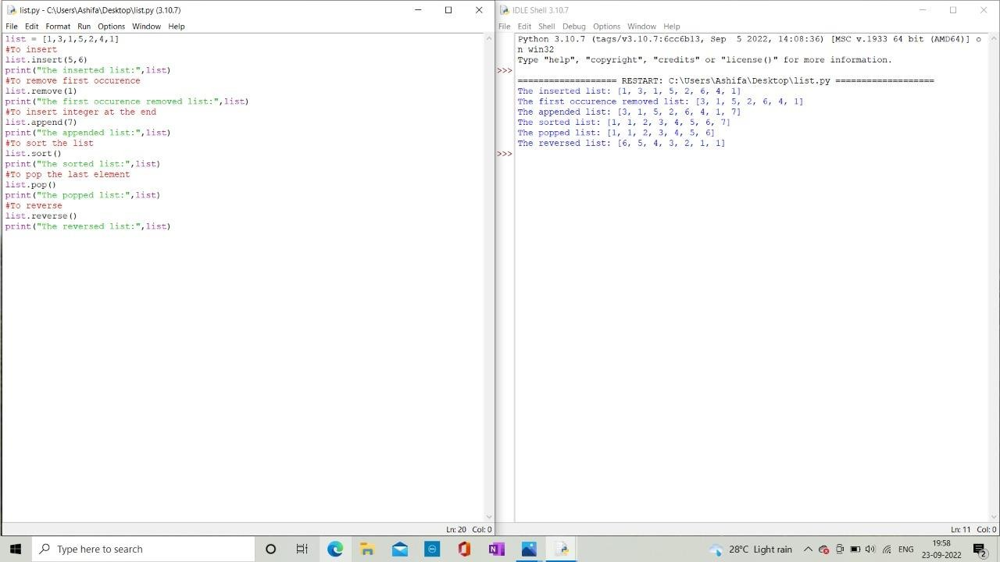 list.py - C:\Users\Ashifa\Desktop\list.py (3.10.7)
File Edit Format Run Options Window Help
list = [1,3,1,5,2,4,1]
#To insert
list.insert(5,6)
print("The inserted list:",list)
#To remove first occurence
list.remove(1)
print("The first occurence removed list:",list)
#To insert integer at the end
list.append(7)
print("The appended list:",list)
#To sort the list
list.sort()
print("The sorted list:",list)
#To pop the last element
list.pop()
print("The popped list:",list)
#To reverse
list.reverse()
print("The reversed list:",list)
Ln: 20 Col: 0
IDLE Shell 3.10.7
File Edit Shell Debug Options Window Help
Python 3.10.7 (tags/v3.10.7:6cc6b13, Sep  5 2022, 14:08:36) [MSC v.1933 64 bit (AMD64)] o
n win32
Type "help", "copyright", "credits" or "license()" for more information.
>>>
=================== RESTART: C:\Users\Ashifa\Desktop\list.py ===================
The inserted list: [1, 3, 1, 5, 2, 6, 4, 1]
The first occurence removed list: [3, 1, 5, 2, 6, 4, 1]
The appended list: [3, 1, 5, 2, 6, 4, 1, 7]
The sorted list: [1, 1, 2, 3, 4, 5, 6, 7]
The popped list: [1, 1, 2, 3, 4, 5, 6]
The reversed list: [6, 5, 4, 3, 2, 1, 1]
>>>
Ln: 11 Col: 0
Type here to search
28°C Light rain
ENG
19:58
23-09-2022
2